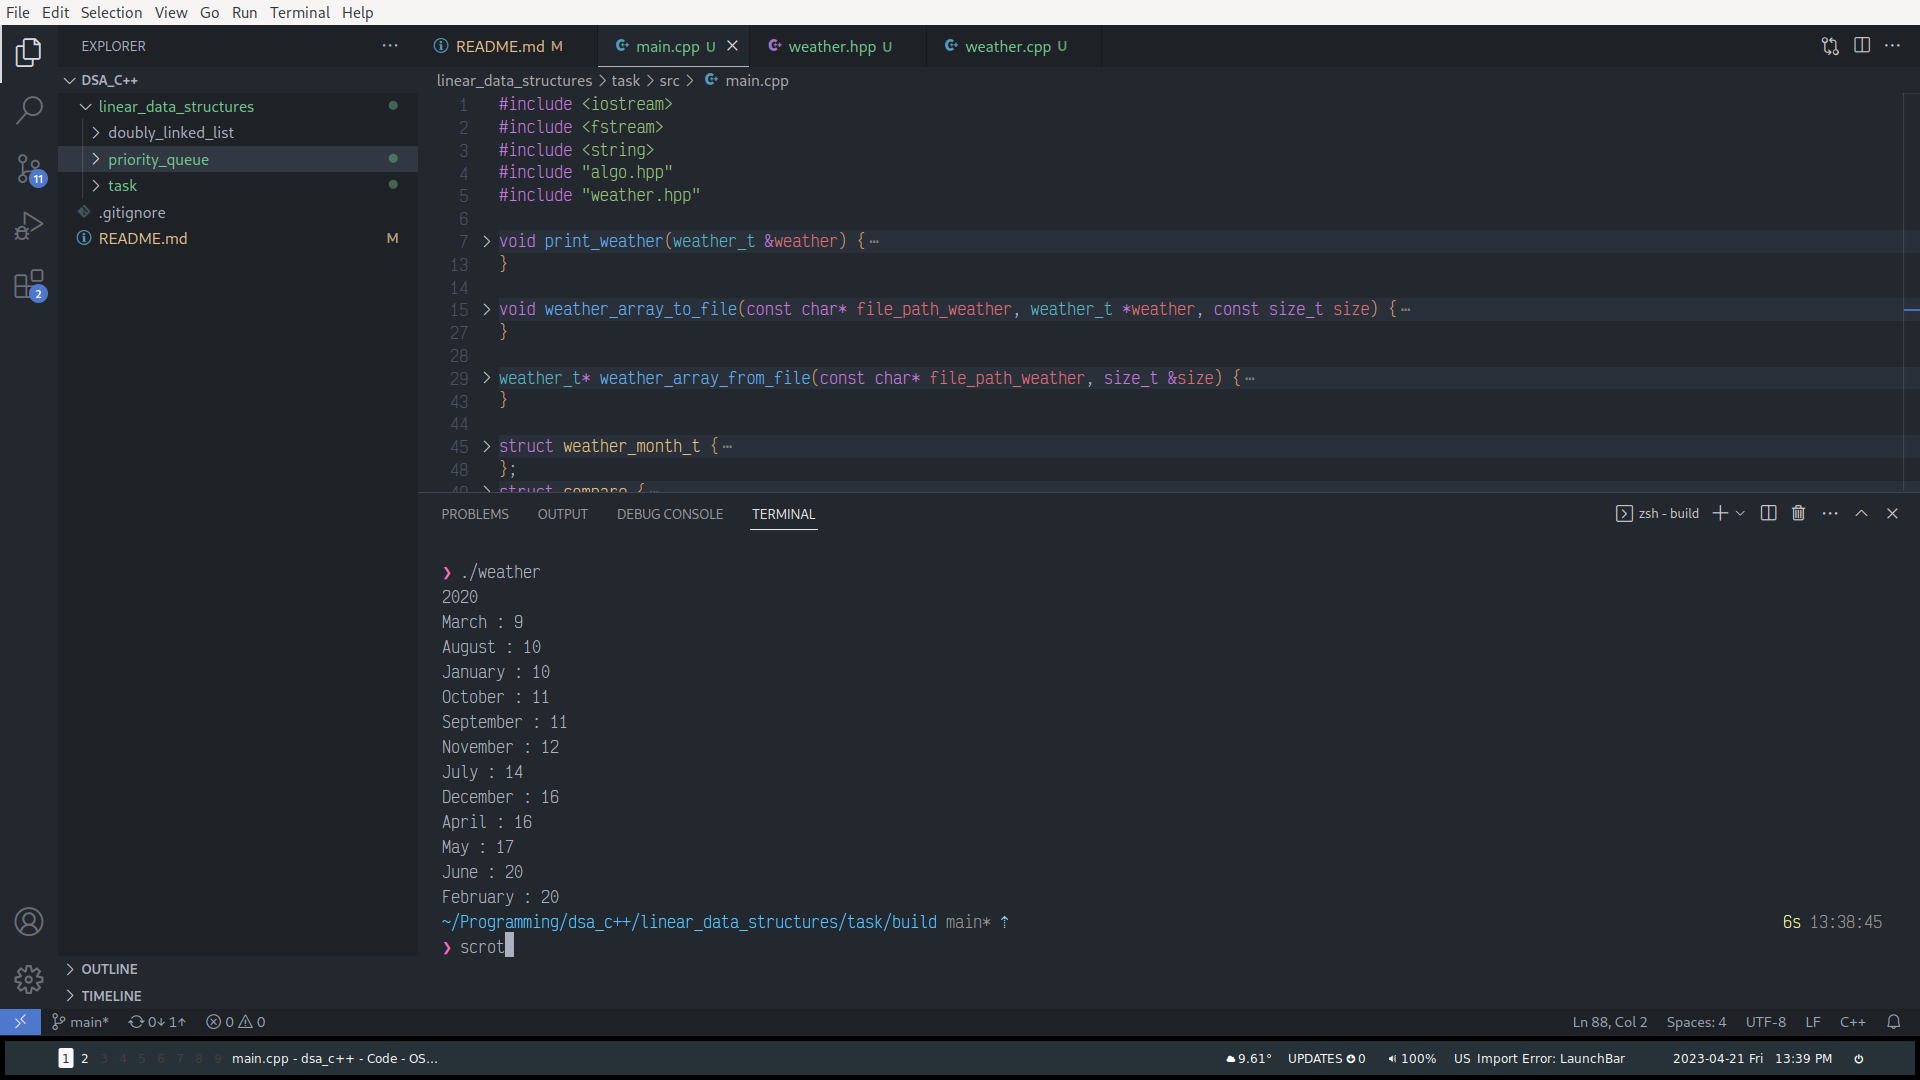 File Edit Selection View Go Run Terminal Help
EXPLORER
README.md M
main.cpp U
weather.hpp U
weather.cpp U
DSA_C++
linear_data_structures
doubly_linked_list
priority_queue
task
.gitignore
README.md M
11
2
linear_data_structures > task > src > main.cpp
1 #include <iostream>
2 #include <fstream>
3 #include <string>
4 #include "algo.hpp"
5 #include "weather.hpp"
6
7 void print_weather(weather_t &weather) {
13 }
14
15 void weather_array_to_file(const char* file_path_weather, weather_t *weather, const size_t size) {
27 }
28
29 weather_t* weather_array_from_file(const char* file_path_weather, size_t &size) {
43 }
44
45 struct weather_month_t {
48 };
49 struct compare {
PROBLEMS OUTPUT DEBUG CONSOLE TERMINAL
zsh - build
❯ ./weather
2020
March : 9
August : 10
January : 10
October : 11
September : 11
November : 12
July : 14
December : 16
April : 16
May : 17
June : 20
February : 20
~/Programming/dsa_c++/linear_data_structures/task/build main* ⇡ 6s 13:38:45
❯ scrot
OUTLINE
TIMELINE
main* 0↓ 1↑ 0 0
Ln 88, Col 2 Spaces: 4 UTF-8 LF C++
1 2 3 4 5 6 7 8 9 main.cpp - dsa_c++ - Code - OS...
9.61° UPDATES 0 100% US Import Error: LaunchBar 2023-04-21 Fri 13:39 PM